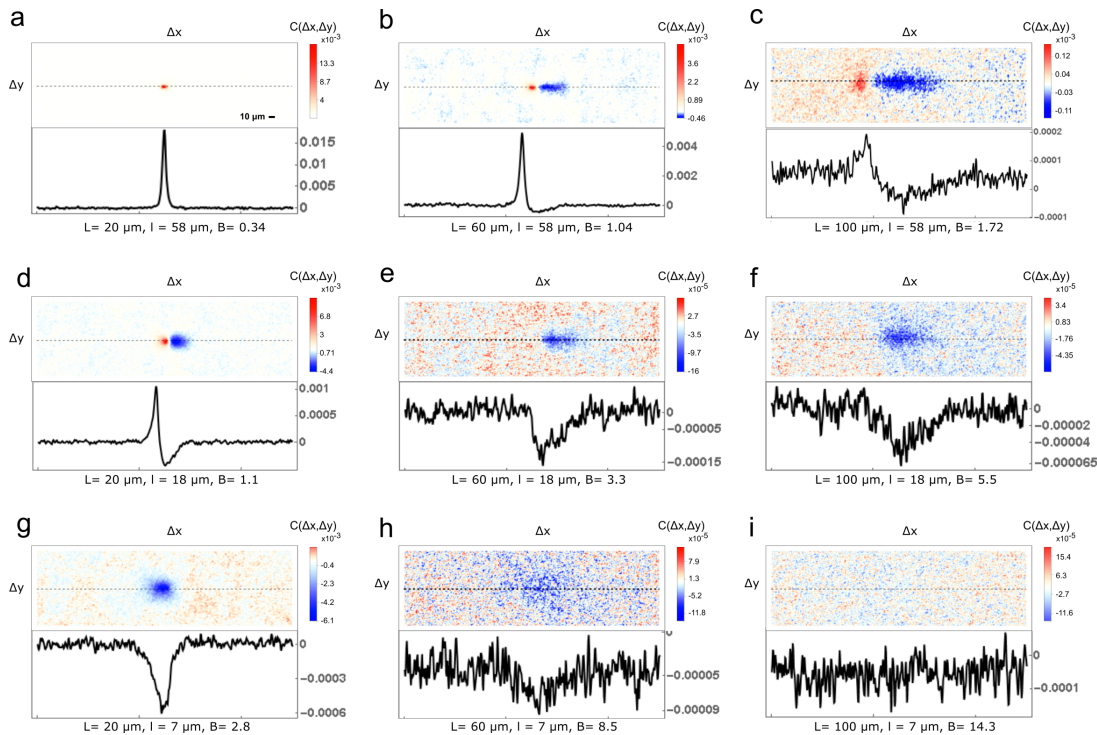 a
Δx
C(Δx,Δy)
x10⁻³
13.3
8.7
4
Δy
10 µm
0.015
0.01
0.005
0
L= 20 µm, l = 58 µm, B= 0.34
b
Δx
C(Δx,Δy)
x10⁻³
3.6
2.2
0.89
-0.46
0.004
0.002
0
L= 60 µm, l = 58 µm, B= 1.04
c
Δx
C(Δx,Δy)
x10⁻³
0.12
0.04
-0.03
-0.11
Δy
0.0002
0.0001
0
−0.0001
L= 100 µm, l = 58 µm, B= 1.72
d
Δx
C(Δx,Δy)
x10⁻³
6.8
3
0.71
-4.4
Δy
0.001
0.0005
0
L= 20 µm, l = 18 µm, B= 1.1
e
Δx
C(Δx,Δy)
x10⁻⁵
2.7
-3.5
-9.7
-16
0
−0.00005
−0.00015
L= 60 µm, l = 18 µm, B= 3.3
f
Δx
C(Δx,Δy)
x10⁻⁵
3.4
0.83
-1.76
-4.35
0
−0.00002
−0.00004
−0.000065
L= 100 µm, l = 18 µm, B= 5.5
g
Δx
C(Δx,Δy)
x10⁻³
-0.4
-2.4
-4.2
-6.1
Δy
0
−0.0003
−0.0006
L= 20 µm, l = 7 µm, B= 2.8
h
Δx
C(Δx,Δy)
x10⁻⁵
7.9
1.4
-5.2
-11.8
Δy
0
−0.00005
−0.00009
L= 60 µm, l = 7 µm, B= 8.5
i
Δx
C(Δx,Δy)
x10⁻⁵
15.4
6.3
-2.7
-11.6
Δy
0
−0.0001
L= 100 µm, l = 7 µm, B= 14.3